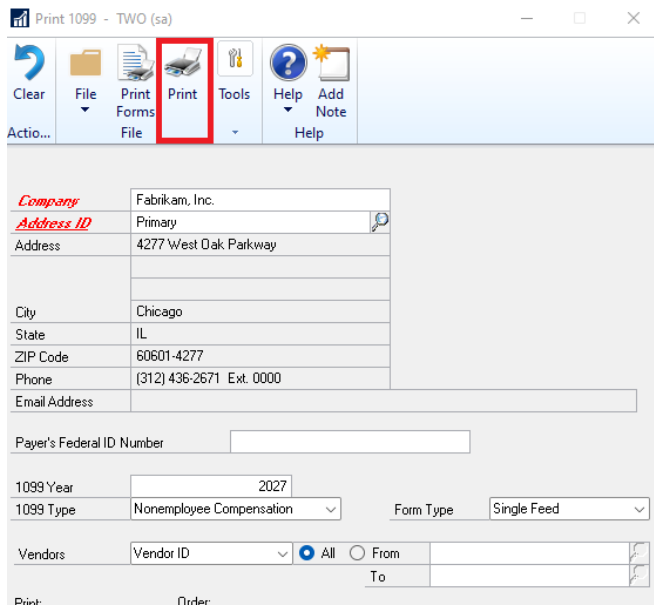 Print 1099 - TWO (sa)
Clear File Print Forms Print Tools Help Add Note
Actio... File Help
Company Fabrikam, Inc.
Address ID Primary
Address 4277 West Oak Parkway
City Chicago
State IL
ZIP Code 60601-4277
Phone (312) 436-2671 Ext. 0000
Email Address
Payer's Federal ID Number
1099 Year 2027
1099 Type Nonemployee Compensation Form Type Single Feed
Vendors Vendor ID All From
To
Print: Order: